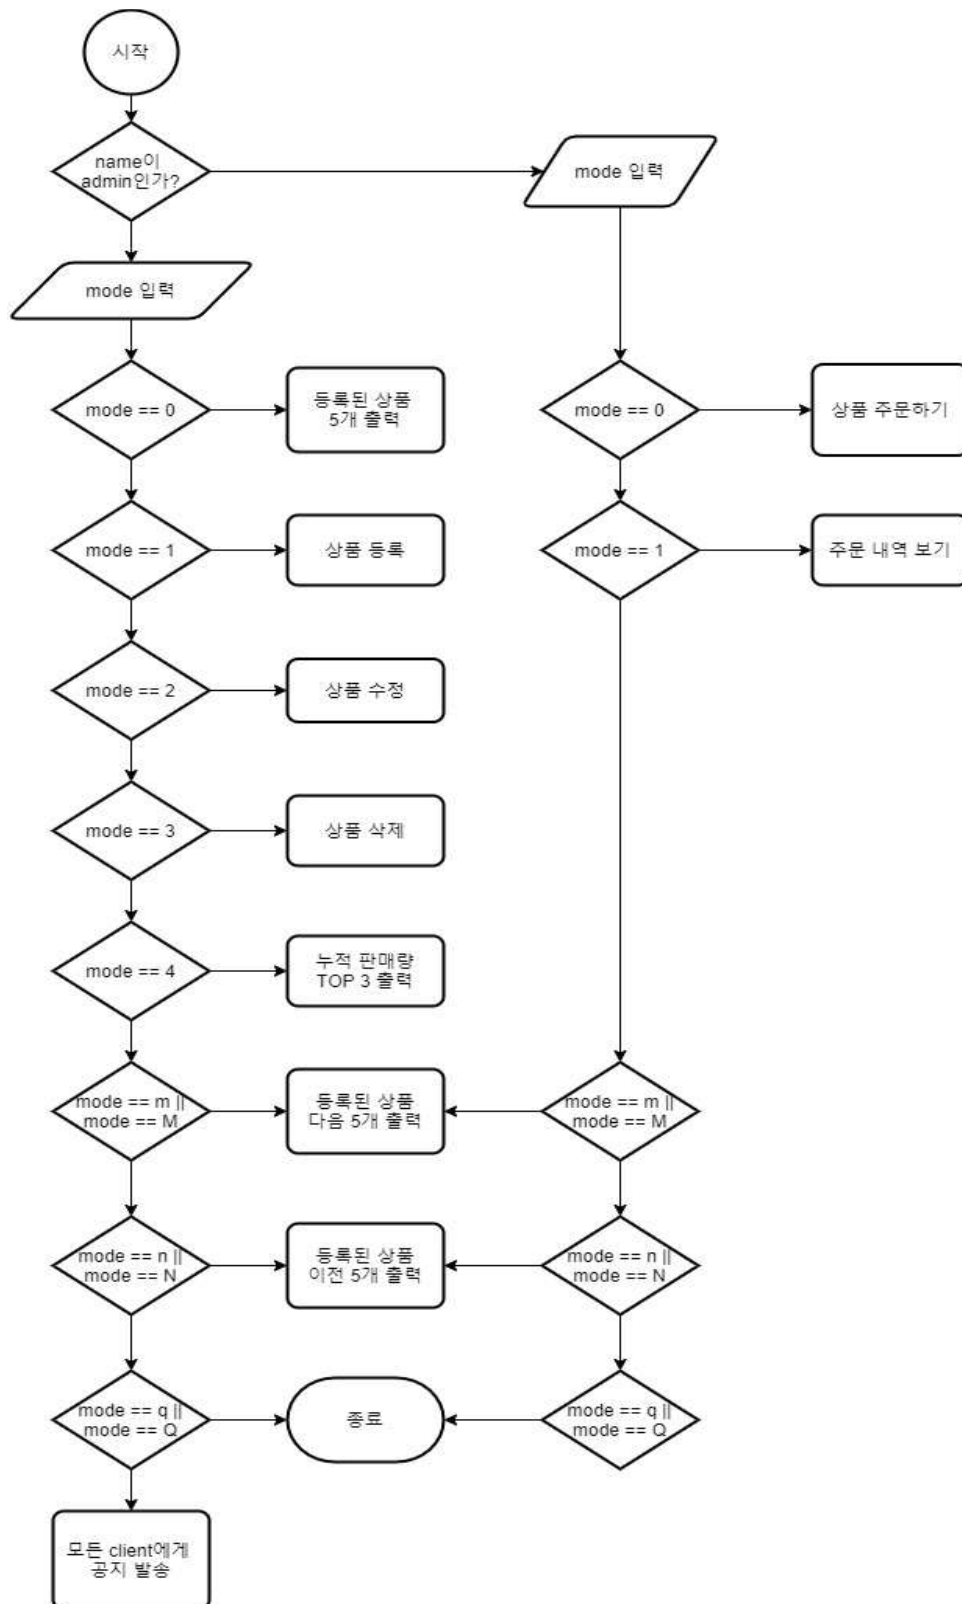 시작
name이
admin인가?
mode 입력
mode 입력
mode == 0
등록된 상품
5개 출력
mode == 0
상품 주문하기
mode == 1
상품 등록
mode == 1
주문 내역 보기
mode == 2
상품 수정
mode == 3
상품 삭제
mode == 4
누적 판매량
TOP 3 출력
mode == m ||
mode == M
등록된 상품
다음 5개 출력
mode == m ||
mode == M
mode == n ||
mode == N
등록된 상품
이전 5개 출력
mode == n ||
mode == N
mode == q ||
mode == Q
종료
mode == q ||
mode == Q
모든 client에게
공지 발송